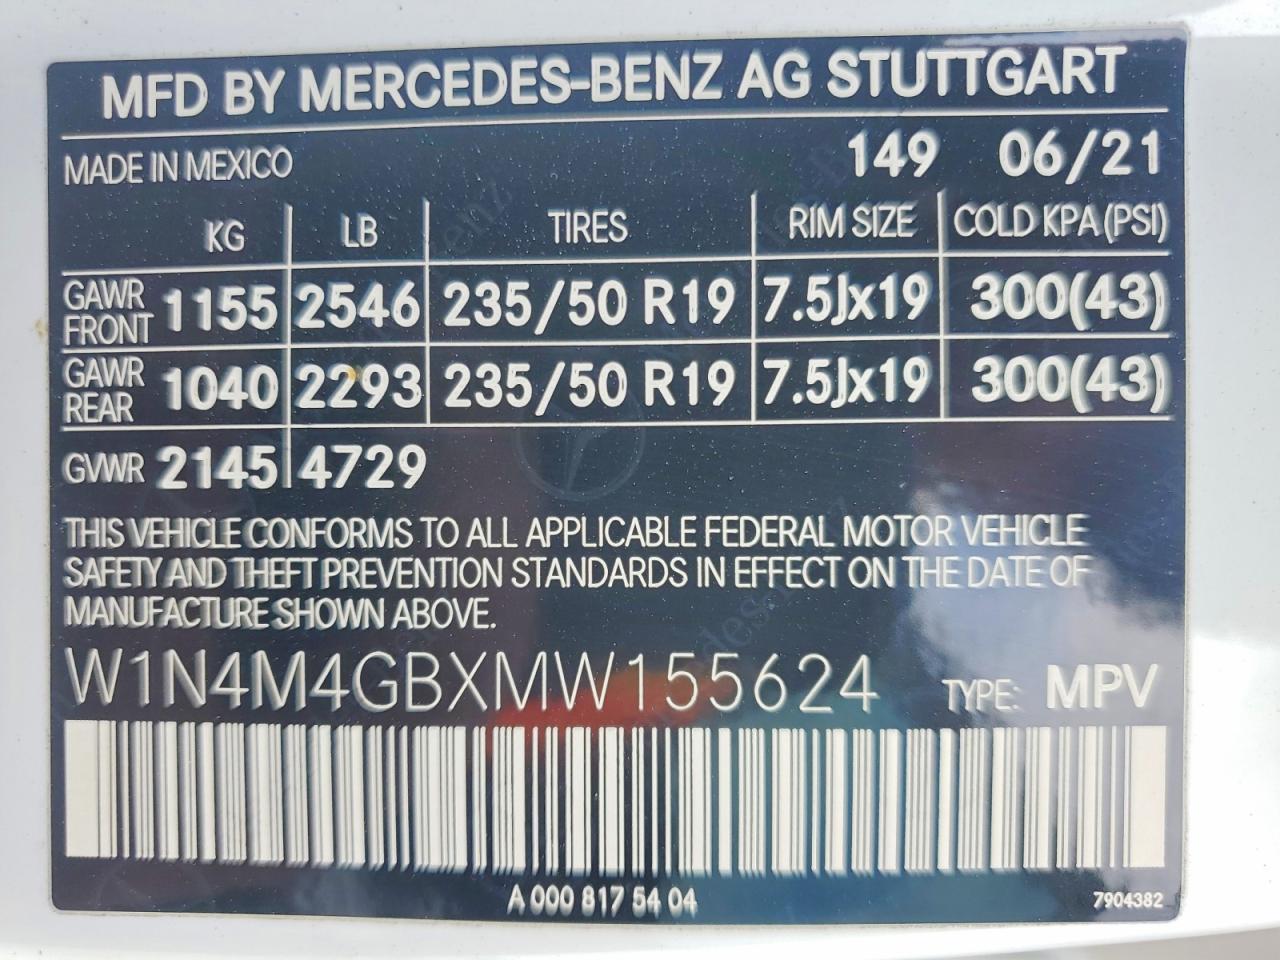 MFD BY MERCEDES-BENZ AG STUTTGART
MADE IN MEXICO 149 06/21
KG LB TIRES RIM SIZE COLD KPA (PSI)
GAWR FRONT 1155 2546 235/50 R19 7.5Jx19 300(43)
GAWR REAR 1040 2293 235/50 R19 7.5Jx19 300(43)
GVWR 2145 4729
THIS VEHICLE CONFORMS TO ALL APPLICABLE FEDERAL MOTOR VEHICLE
SAFETY AND THEFT PREVENTION STANDARDS IN EFFECT ON THE DATE OF
MANUFACTURE SHOWN ABOVE.
W1N4M4GBXMW155624 TYPE: MPV
A 000 817 54 04 7904382